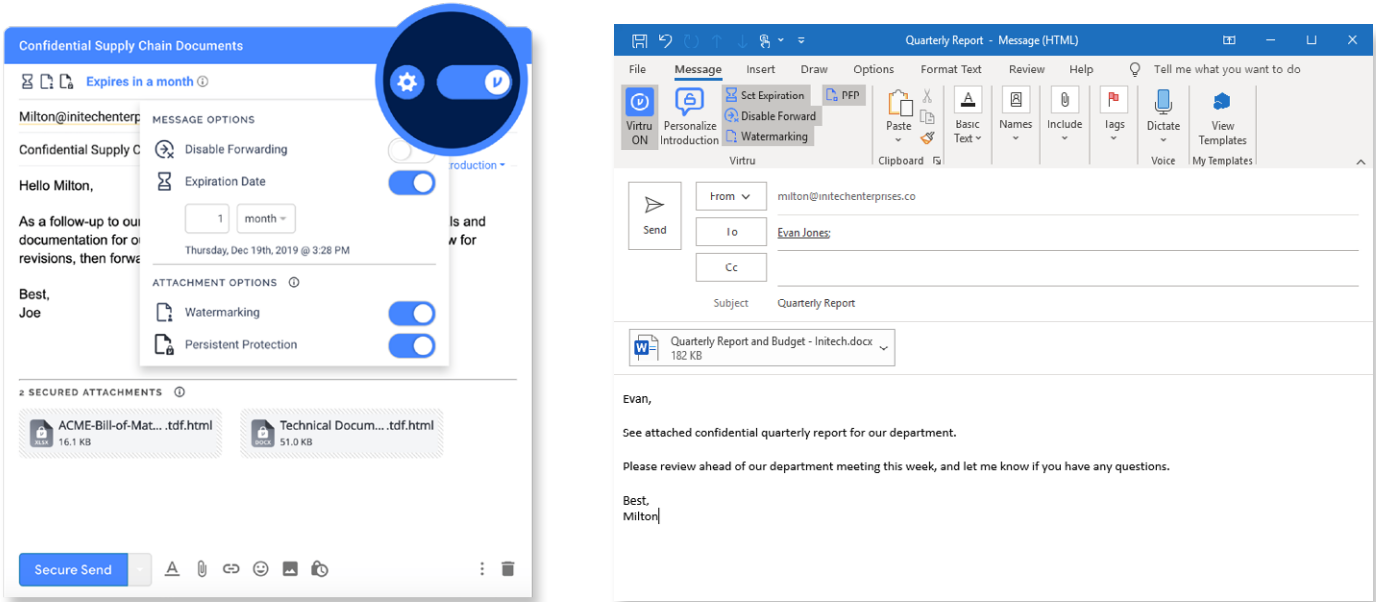 Confidential Supply Chain Documents
Expires in a month
Milton@initechenterp
MESSAGE OPTIONS
Confidential Supply C
Disable Forwarding
roduction
Hello Milton,
Expiration Date
As a follow-up to our
ls and
1 month
documentation for o
w for
Thursday, Dec 19th, 2019 @ 3:28 PM
revisions, then forwa
ATTACHMENT OPTIONS
Best,
Watermarking
Joe
Persistent Protection
2 SECURED ATTACHMENTS
ACME-Bill-of-Mat... .tdf.html
XLSX 16.1 KB
Technical Docum... .tdf.html
DOCX 51.0 KB
Secure Send
Quarterly Report - Message (HTML)
File Message Insert Draw Options Format Text Review Help Tell me what you want to do
Virtru ON
Personalize Introduction
Set Expiration
PFP
Disable Forward
Watermarking
Virtru
Paste
Clipboard
Basic Text
Names
Include
Tags
Dictate
Voice
View Templates
My Templates
Send
From milton@initechenterprises.co
To Evan Jones;
Cc
Subject Quarterly Report
Quarterly Report and Budget - Initech.docx
182 KB
Evan,
See attached confidential quarterly report for our department.
Please review ahead of our department meeting this week, and let me know if you have any questions.
Best,
Milton